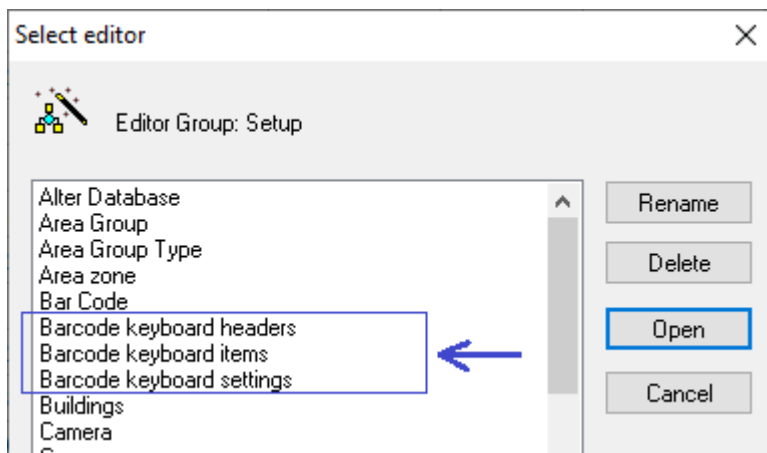 Select editor
Editor Group: Setup
Alter Database
Area Group
Area Group Type
Area zone
Bar Code
Barcode keyboard headers
Barcode keyboard items
Barcode keyboard settings
Buildings
Camera
Rename
Delete
Open
Cancel